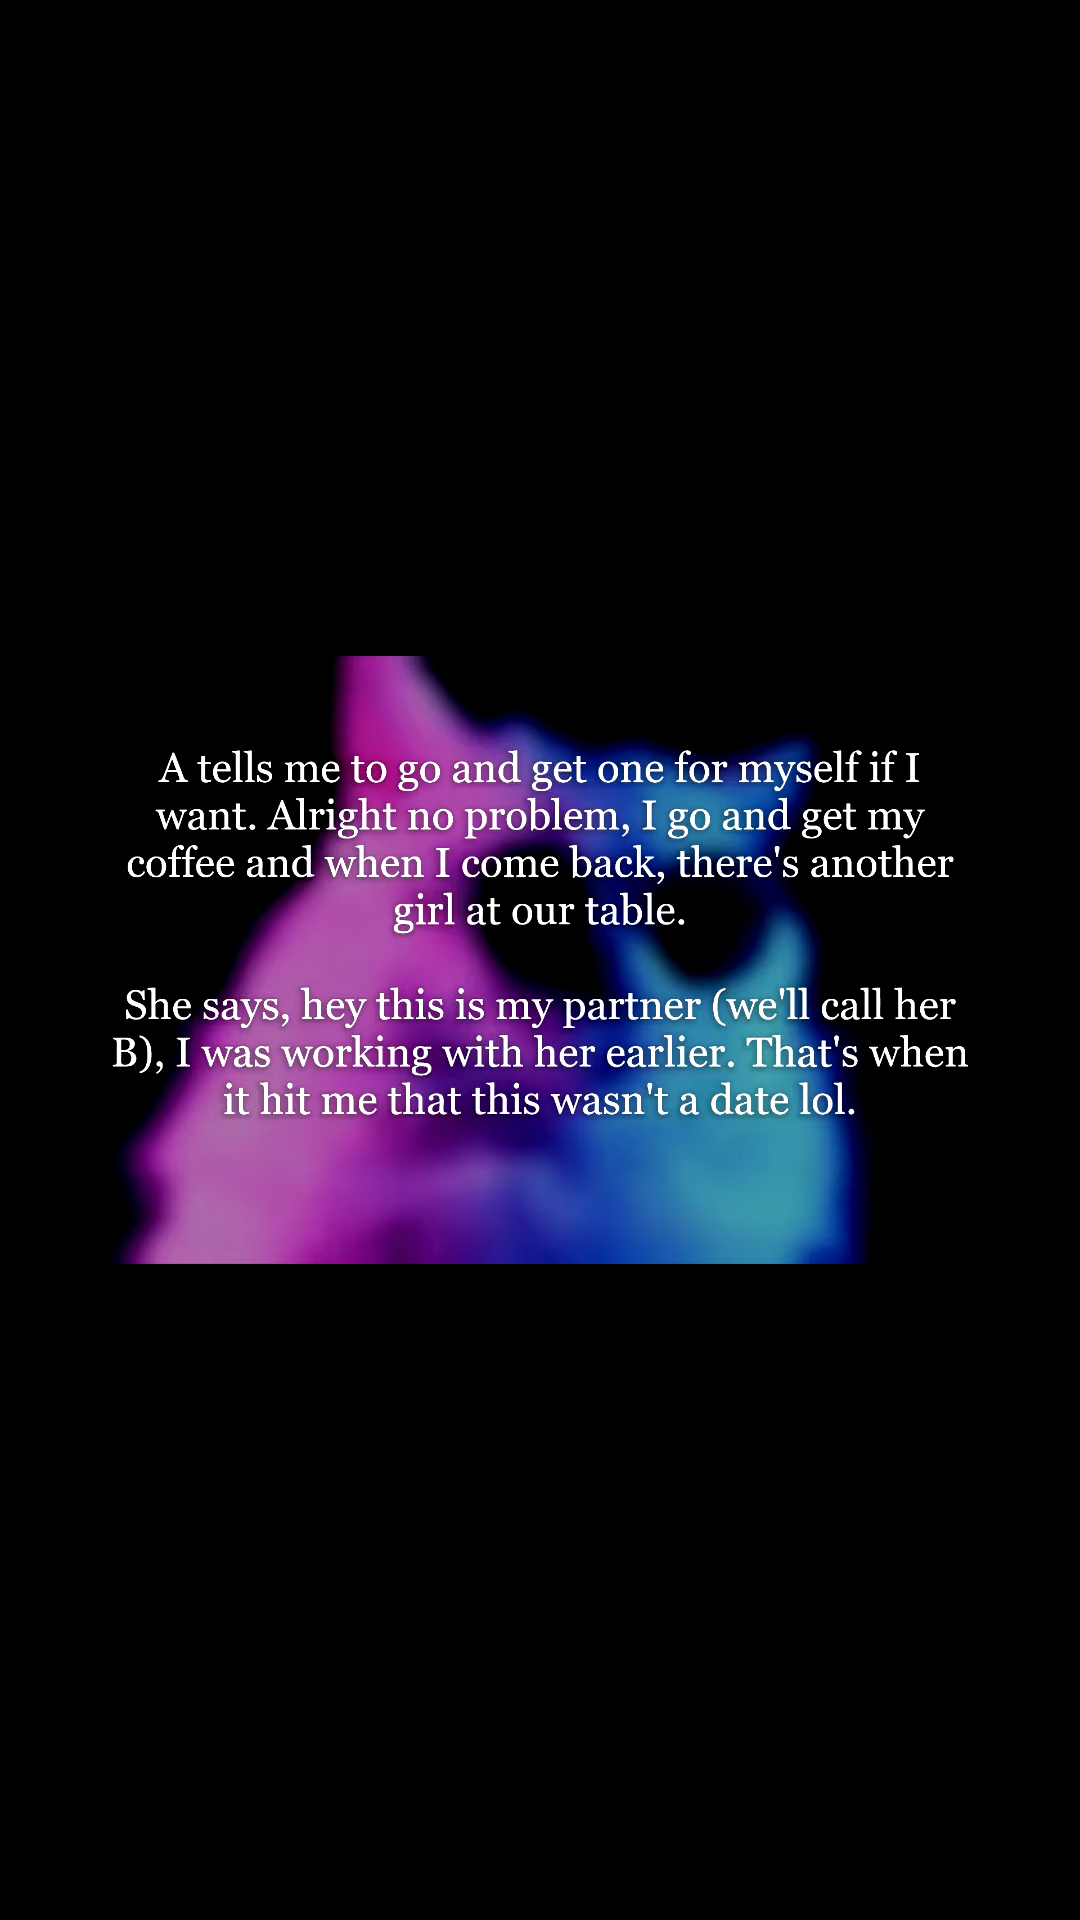 A tells me to go and get one for myself if I
want. Alright no problem, I go and get my
coffee and when I come back, there's another
girl at our table.
She says, hey this is my partner (we'll call her
B), I was working with her earlier. That's when
it hit me that this wasn't a date lol.